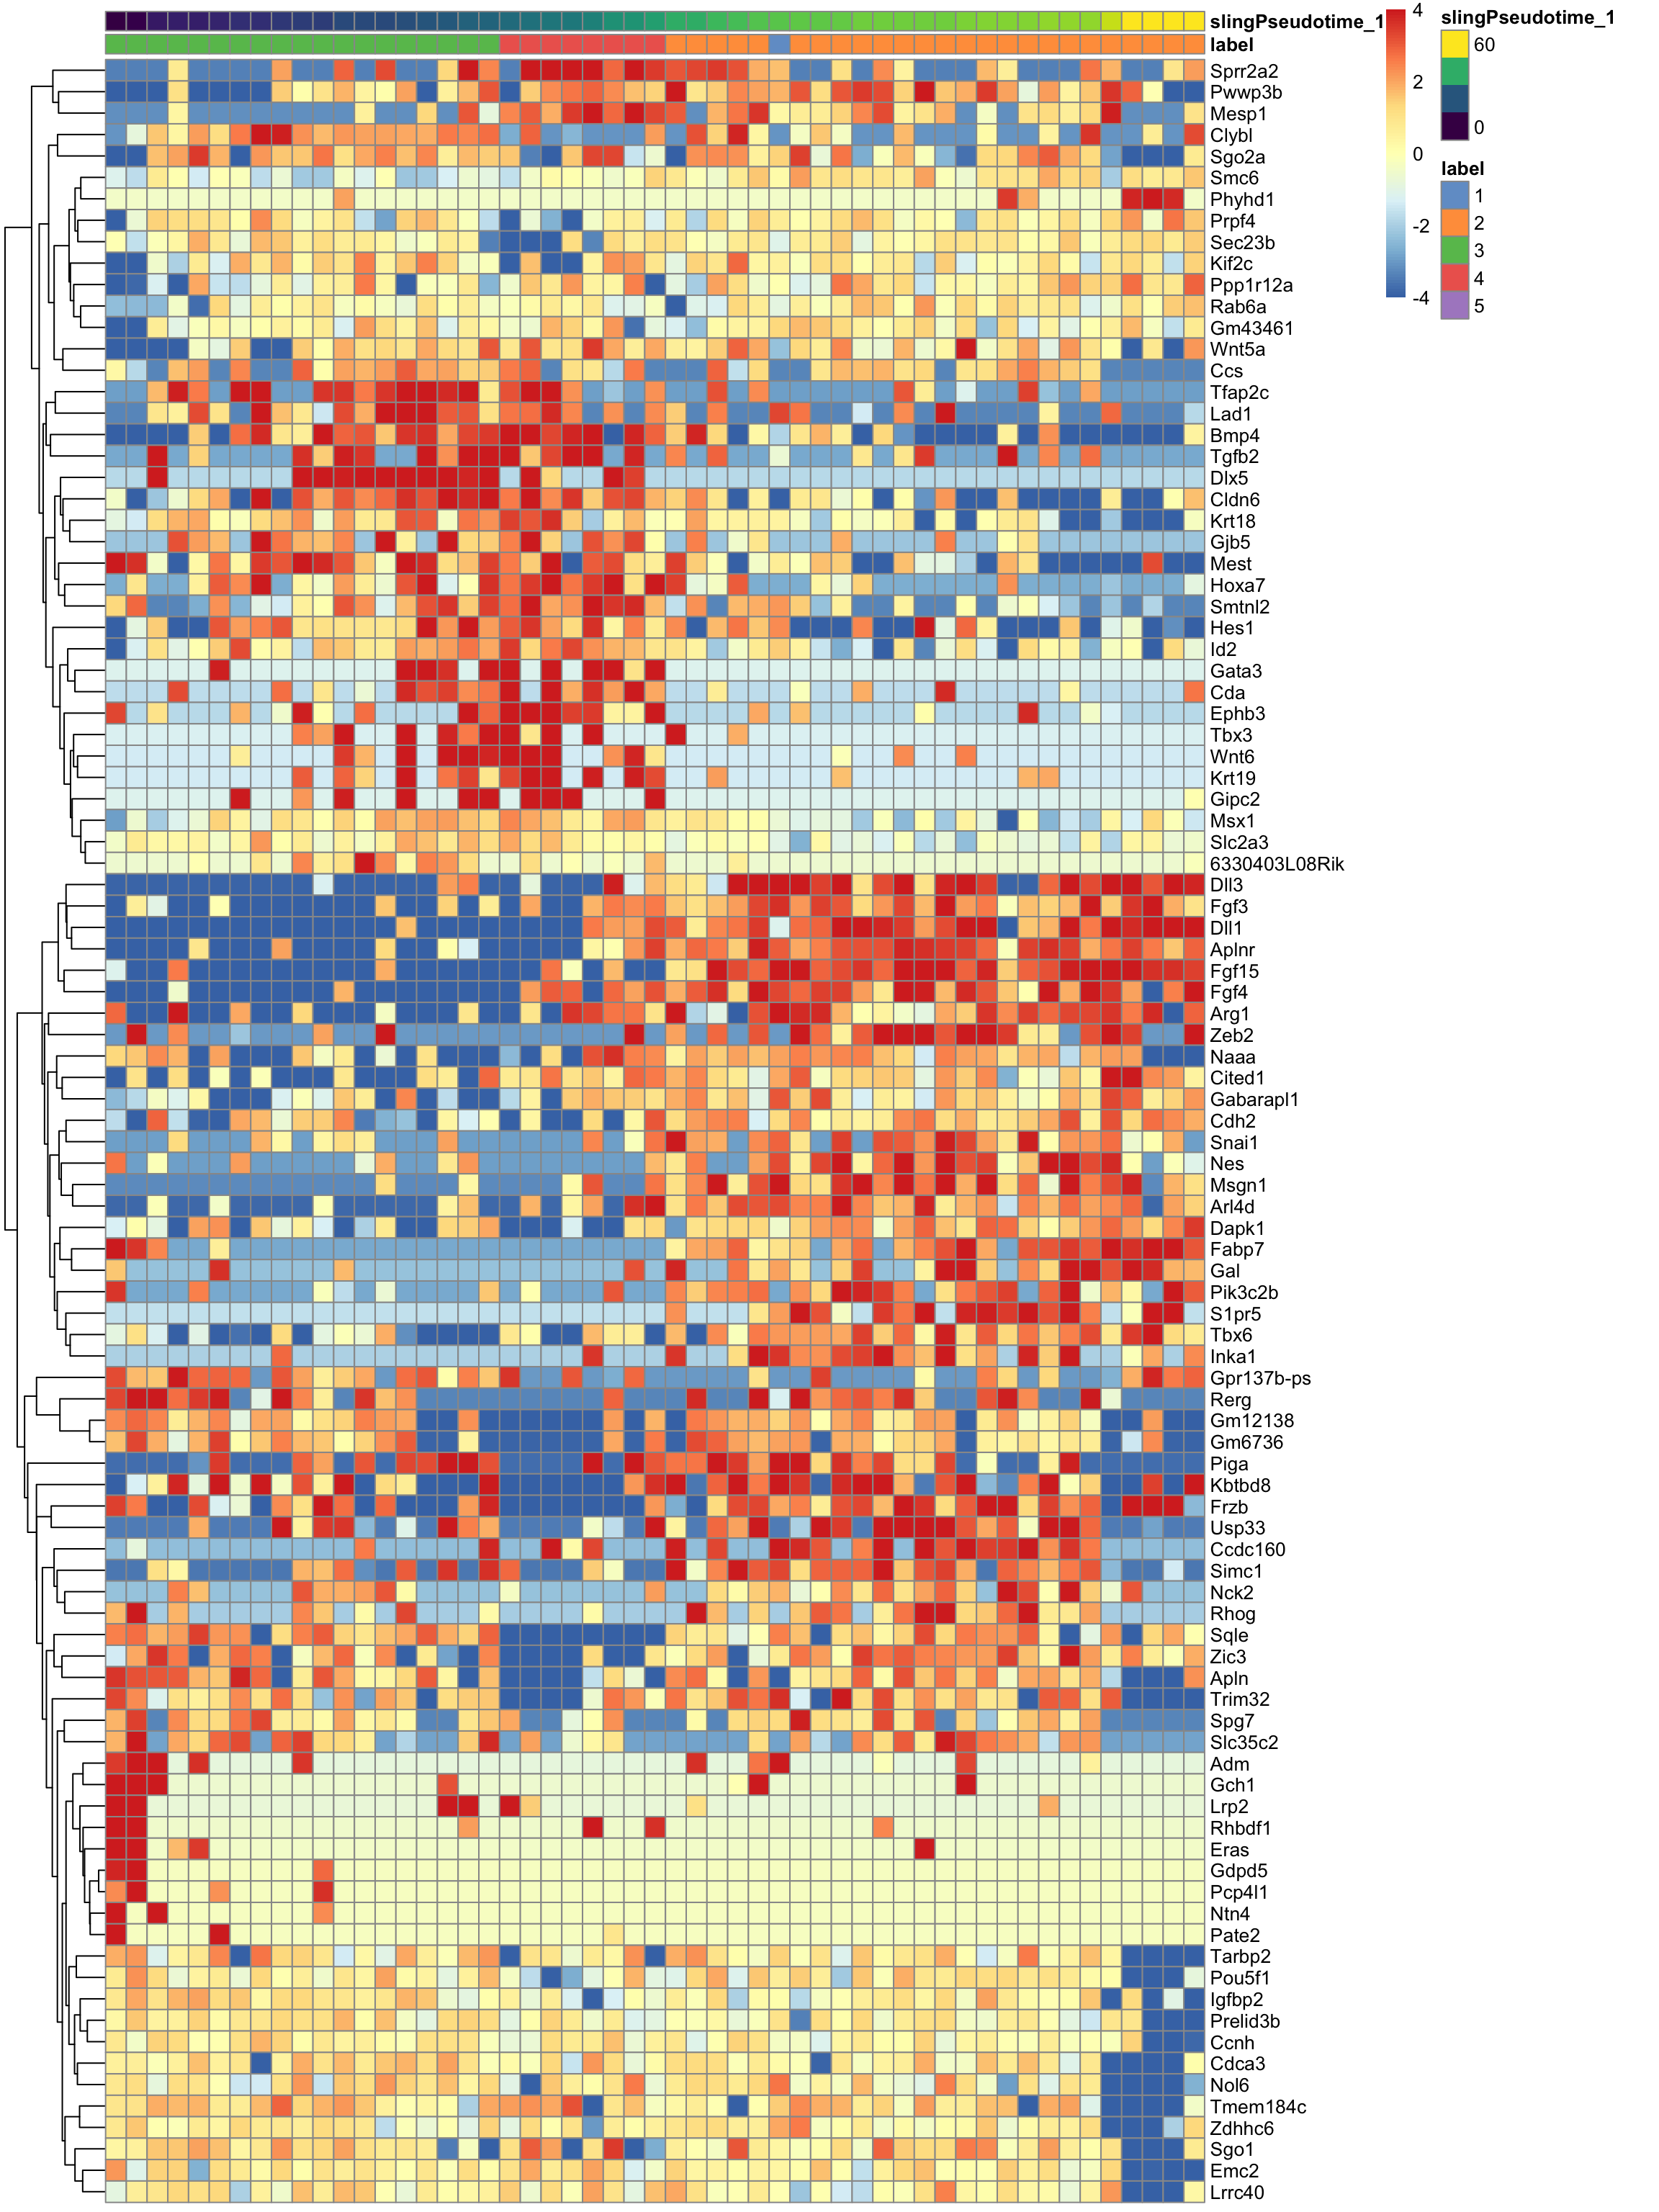 slingPseudotime_1
label
Sprr2a2
Pwwp3b
Mesp1
Clybl
Sgo2a
Smc6
Phyhd1
Prpf4
Sec23b
Kif2c
Ppp1r12a
Rab6a
Gm43461
Wnt5a
Ccs
Tfap2c
Lad1
Bmp4
Tgfb2
Dlx5
Cldn6
Krt18
Gjb5
Mest
Hoxa7
Smtnl2
Hes1
Id2
Gata3
Cda
Ephb3
Tbx3
Wnt6
Krt19
Gipc2
Msx1
Slc2a3
6330403L08Rik
Dll3
Fgf3
Dll1
Aplnr
Fgf15
Fgf4
Arg1
Zeb2
Naaa
Cited1
Gabarapl1
Cdh2
Snai1
Nes
Msgn1
Arl4d
Dapk1
Fabp7
Gal
Pik3c2b
S1pr5
Tbx6
Inka1
Gpr137b-ps
Rerg
Gm12138
Gm6736
Piga
Kbtbd8
Frzb
Usp33
Ccdc160
Simc1
Nck2
Rhog
Sqle
Zic3
Apln
Trim32
Spg7
Slc35c2
Adm
Gch1
Lrp2
Rhbdf1
Eras
Gdpd5
Pcp4l1
Ntn4
Pate2
Tarbp2
Pou5f1
Igfbp2
Prelid3b
Ccnh
Cdca3
Nol6
Tmem184c
Zdhhc6
Sgo1
Emc2
Lrrc40
4
2
0
-2
-4
slingPseudotime_1
60
0
label
1
2
3
4
5